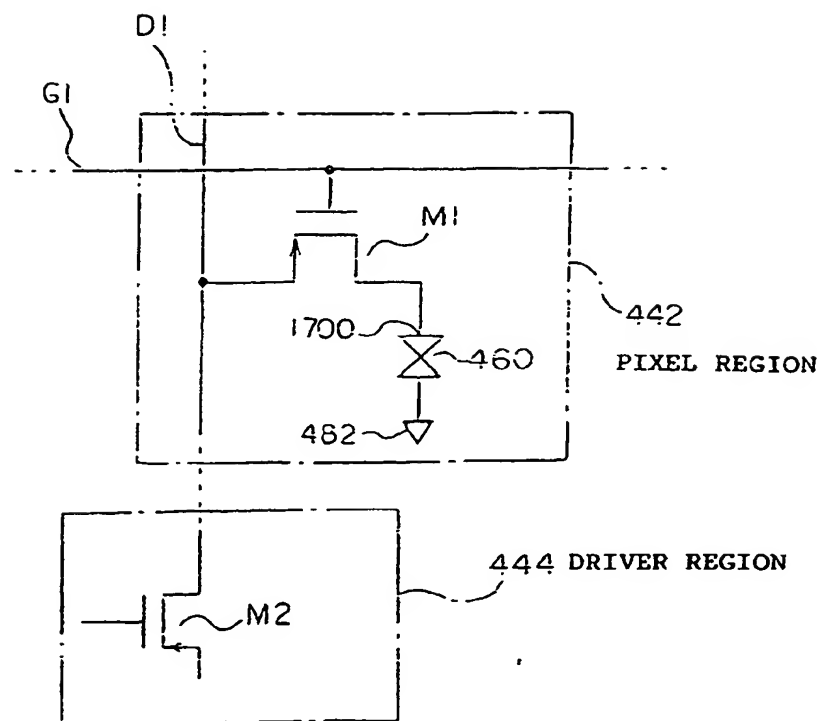 D1
G1
M1
442
1700
460
PIXEL REGION
482
444 DRIVER REGION
M2